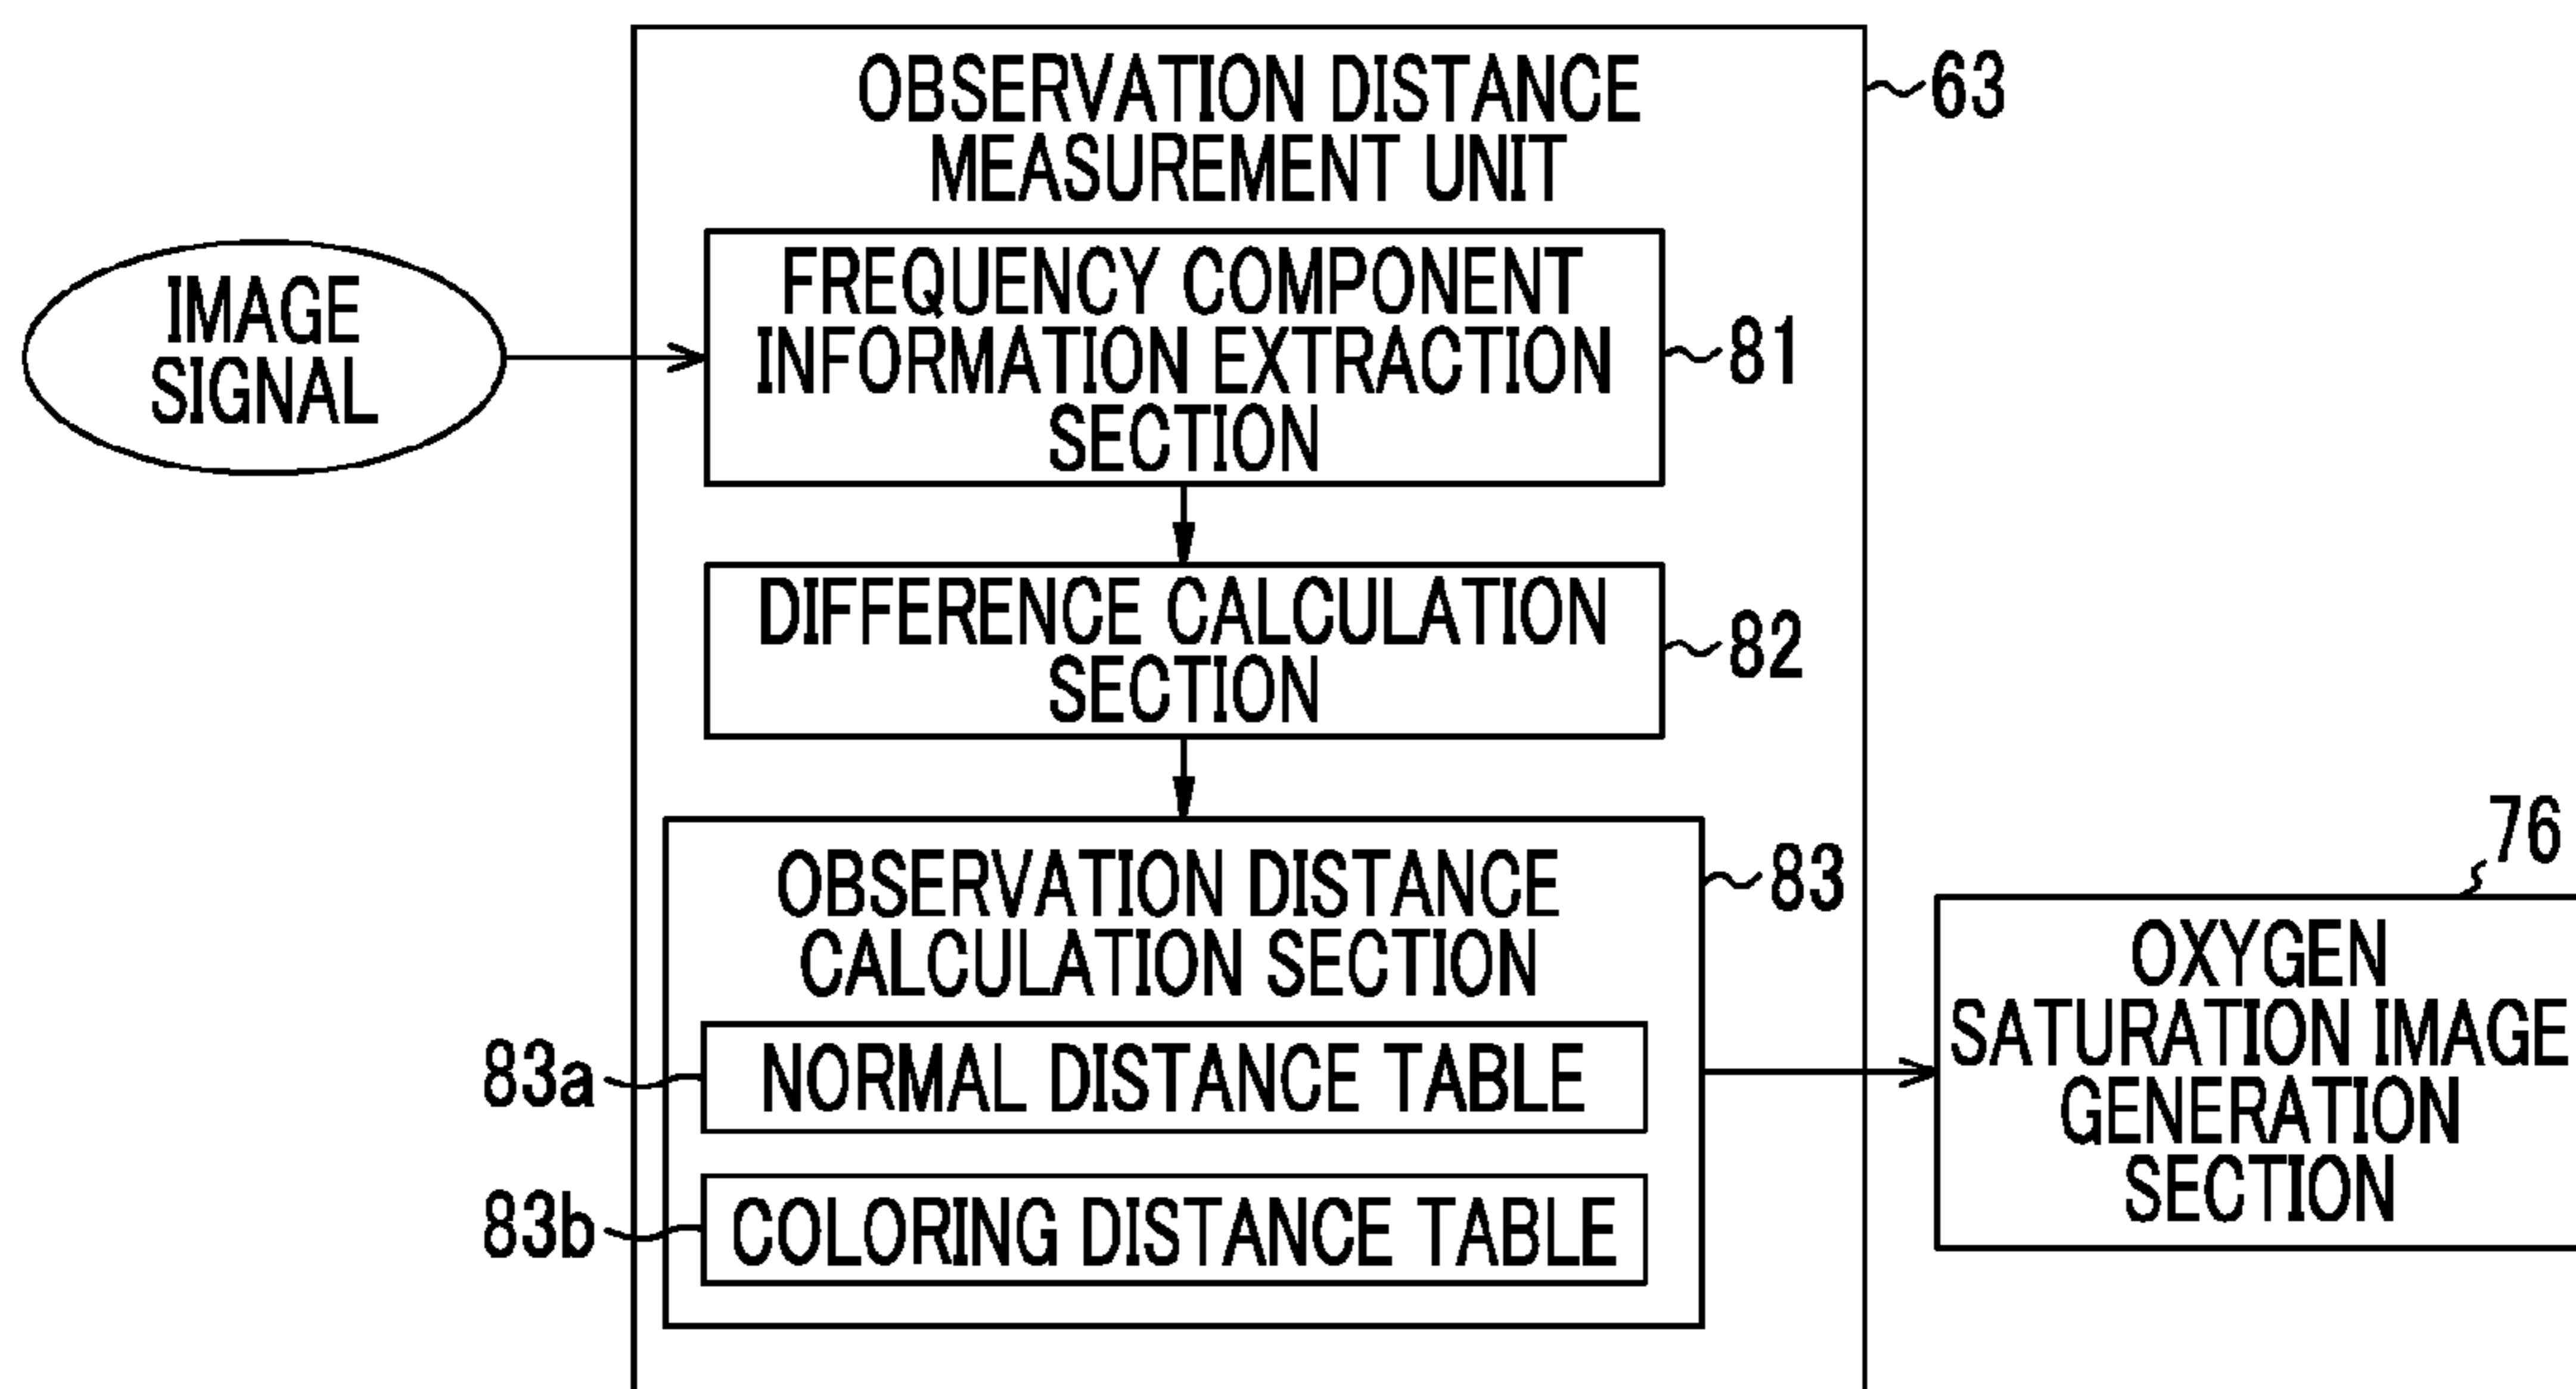 OBSERVATION DISTANCE
MEASUREMENT UNIT
63
IMAGE
SIGNAL
FREQUENCY COMPONENT
INFORMATION EXTRACTION
SECTION
81
DIFFERENCE CALCULATION
SECTION
82
OBSERVATION DISTANCE
CALCULATION SECTION
83
83a
NORMAL DISTANCE TABLE
83b
COLORING DISTANCE TABLE
76
OXYGEN
SATURATION IMAGE
GENERATION
SECTION